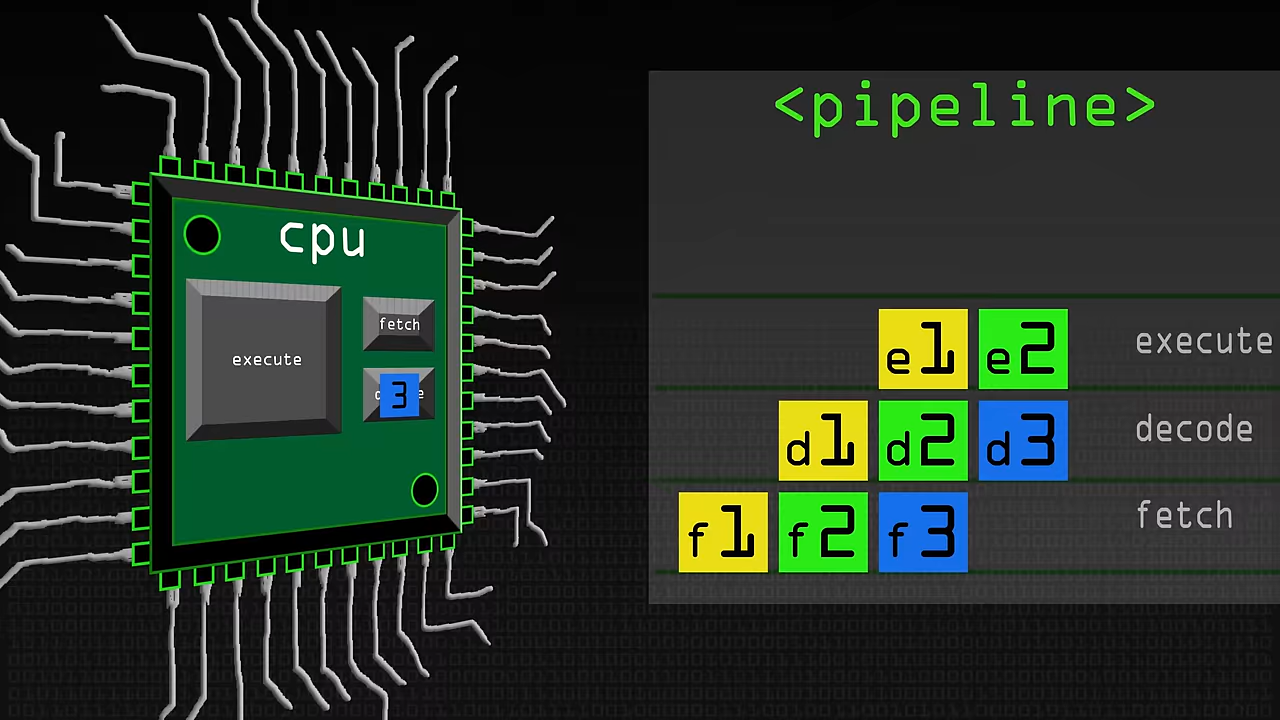 cpu
execute
fetch
3
<pipeline>
e1 e2 execute
d1 d2 d3 decode
f1 f2 f3 fetch